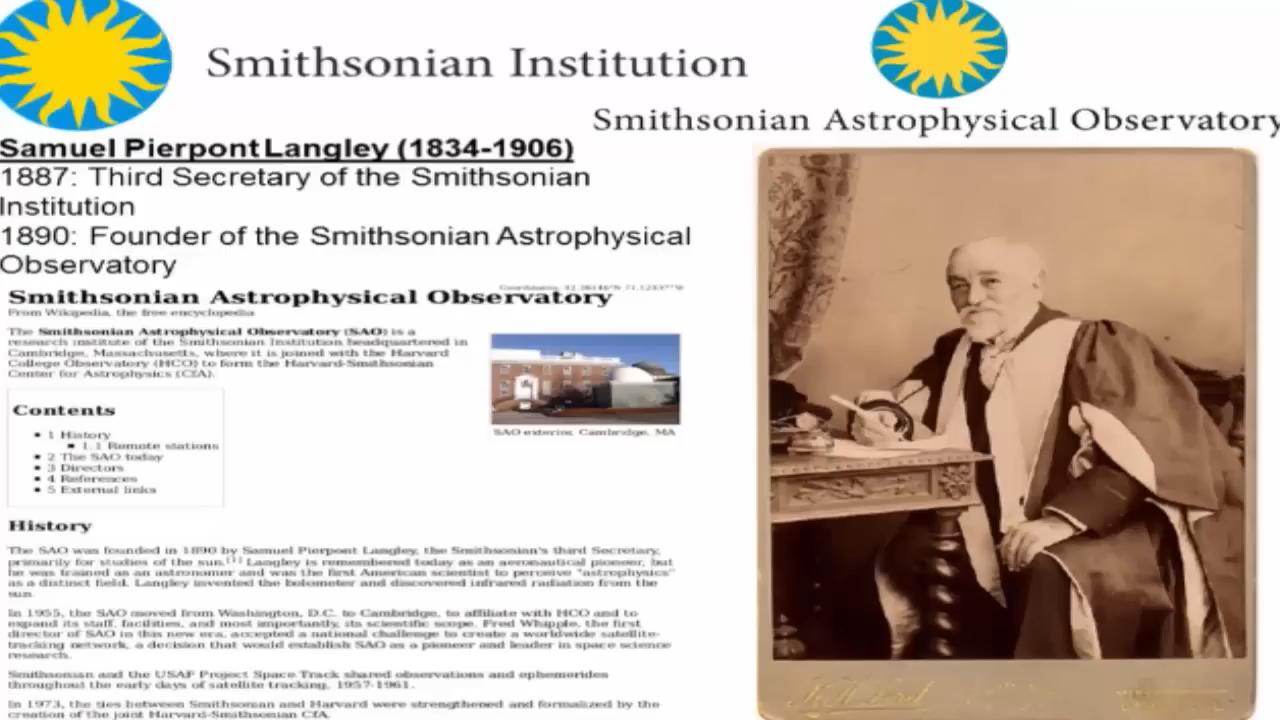 Smithsonian Institution
Smithsonian Astrophysical Observatory
Samuel Pierpont Langley (1834-1906)
1887: Third Secretary of the Smithsonian
Institution
1890: Founder of the Smithsonian Astrophysical
Observatory
Smithsonian Astrophysical Observatory
From Wikipedia, the free encyclopedia
The Smithsonian Astrophysical Observatory (SAO) is a
research institute of the Smithsonian Institution headquartered in
Cambridge, Massachusetts, where it is joined with the Harvard
College Observatory (HCO) to form the Harvard-Smithsonian
Center for Astrophysics (CfA).
SAO exterior, Cambridge, MA
Contents
• 1 History
• 1.1 Remote stations
• 2 The SAO today
• 3 Directors
• 4 References
• 5 External links
History
The SAO was founded in 1890 by Samuel Pierpont Langley, the Smithsonian's third Secretary,
primarily for studies of the sun.[1] Langley is remembered today as an aeronautical pioneer, but
he was trained as an astronomer and was the first American scientist to perceive "astrophysics"
as a distinct field. Langley invented the bolometer and discovered infrared radiation from the
sun.
In 1955, the SAO moved from Washington, D.C. to Cambridge, to affiliate with HCO and to
expand its staff, facilities, and most importantly, its scientific scope. Fred Whipple, the first
director of SAO in this new era, accepted a national challenge to create a worldwide satellite-
tracking network, a decision that would establish SAO as a pioneer and leader in space science
research.
Smithsonian and the USAF Project Space Track shared observations and ephemerides
throughout the early days of satellite tracking, 1957-1961.
In 1973, the ties between Smithsonian and Harvard were strengthened and formalized by the
creation of the joint Harvard-Smithsonian CfA.